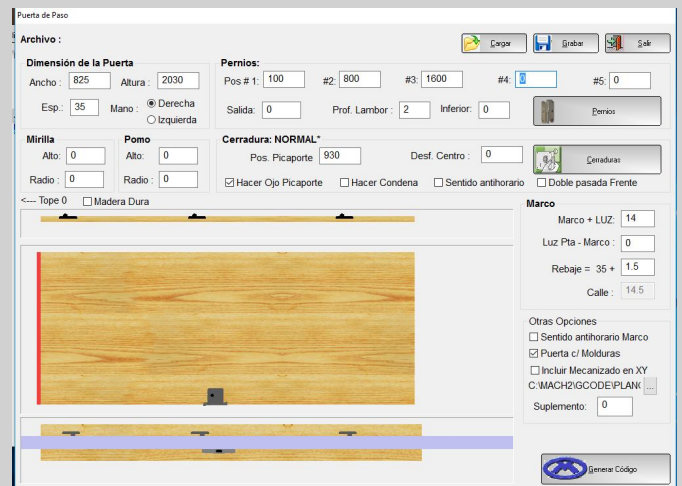 Puerta de Paso
Archivo :
Cargar Grabar Salir
Dimensión de la Puerta
Ancho : 825 Altura : 2030
Esp.: 35 Mano : Derecha
Izquierda
Pernios:
Pos # 1: 100 #2: 800 #3: 1600 #4: 0 #5: 0
Salida: 0 Prof. Lambor : 2 Inferior: 0 Pernios
Mirilla
Alto: 0
Radio : 0
Pomo
Alto: 0
Radio : 0
Cerradura: NORMAL*
Pos. Picaporte 930 Desf. Centro : 0 Cerraduras
Hacer Ojo Picaporte Hacer Condena Sentido antihorario Doble pasada Frente
<--- Tope 0 Madera Dura
Marco
Marco + LUZ: 14
Luz Pta - Marco : 0
Rebaje = 35 + 1.5
Calle : 14.5
Otras Opciones
Sentido antihorario Marco
Puerta c/ Molduras
Incluir Mecanizado en XY
C:\MACH2\GCODE\PLAN( ...
Suplemento: 0
Generar Código